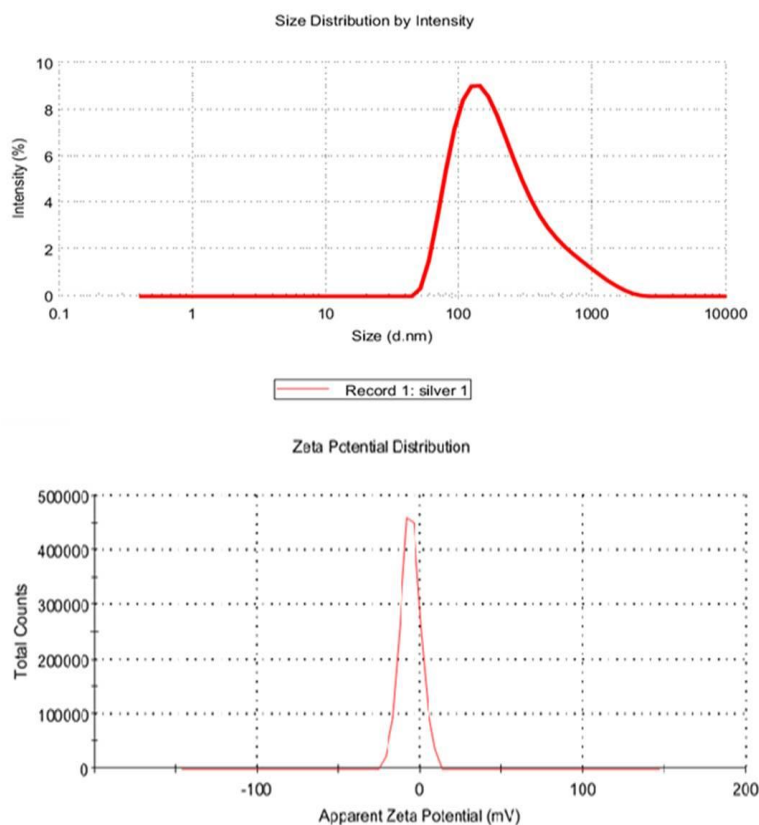 Size Distribution by Intensity
10
8
6
4
2
0
Intensity (%)
0.1 1 10 100 1000 10000
Size (d.nm)
Record 1: silver 1
Zeta Potential Distribution
500000
400000
300000
200000
100000
0
Total Counts
-100 0 100 200
Apparent Zeta Potential (mV)